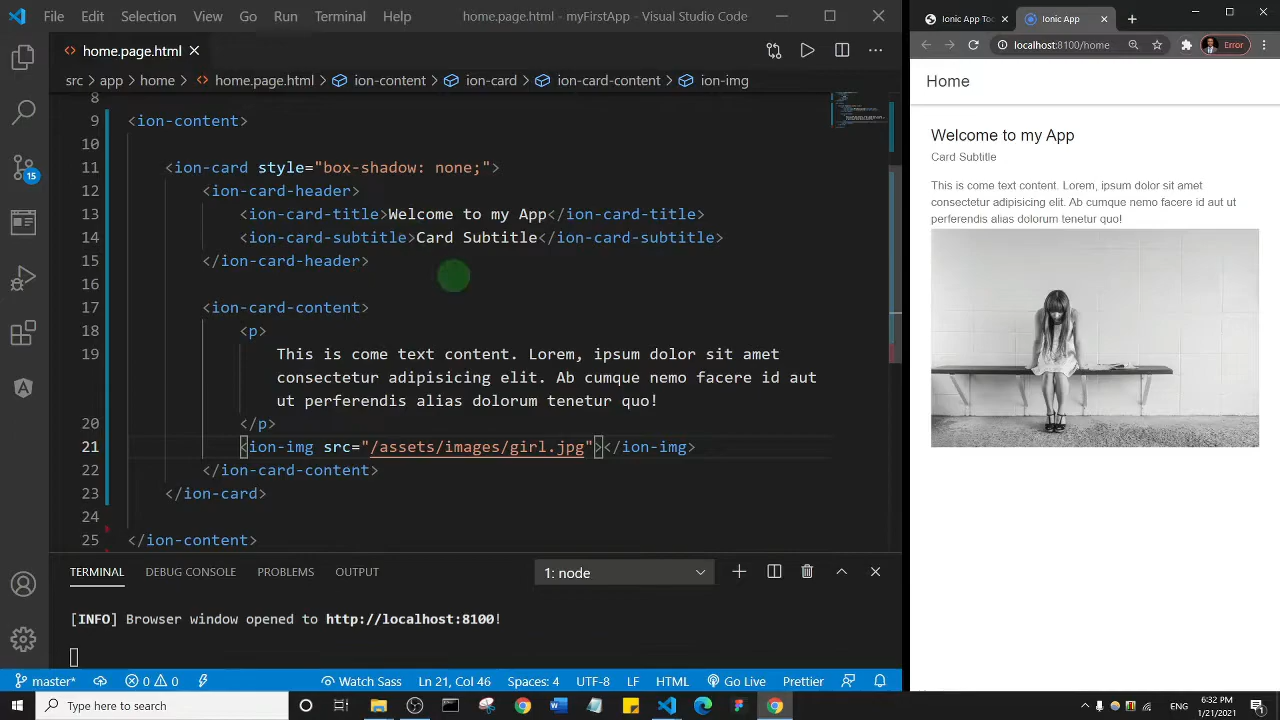 File Edit Selection View Go Run Terminal Help
home.page.html - myFirstApp - Visual Studio Code
home.page.html
src > app > home > home.page.html > ion-content > ion-card > ion-card-content > ion-img
8
9 <ion-content>
10
11 <ion-card style="box-shadow: none;">
12 <ion-card-header>
13 <ion-card-title>Welcome to my App</ion-card-title>
14 <ion-card-subtitle>Card Subtitle</ion-card-subtitle>
15 </ion-card-header>
16
17 <ion-card-content>
18 <p>
19 This is come text content. Lorem, ipsum dolor sit amet
consectetur adipisicing elit. Ab cumque nemo facere id aut
ut perferendis alias dolorum tenetur quo!
20 </p>
21 <ion-img src="/assets/images/girl.jpg"></ion-img>
22 </ion-card-content>
23 </ion-card>
24
25 </ion-content>
15
TERMINAL DEBUG CONSOLE PROBLEMS OUTPUT
1: node
[INFO] Browser window opened to http://localhost:8100!
master* 0 0 Watch Sass Ln 21, Col 46 Spaces: 4 UTF-8 LF HTML Go Live Prettier
Ionic App Too
Ionic App
localhost:8100/home
Error
Home
Welcome to my App
Card Subtitle
This is come text content. Lorem, ipsum dolor sit amet
consectetur adipisicing elit. Ab cumque nemo facere id aut ut
perferendis alias dolorum tenetur quo!
Type here to search
ENG
6:32 PM
1/21/2021